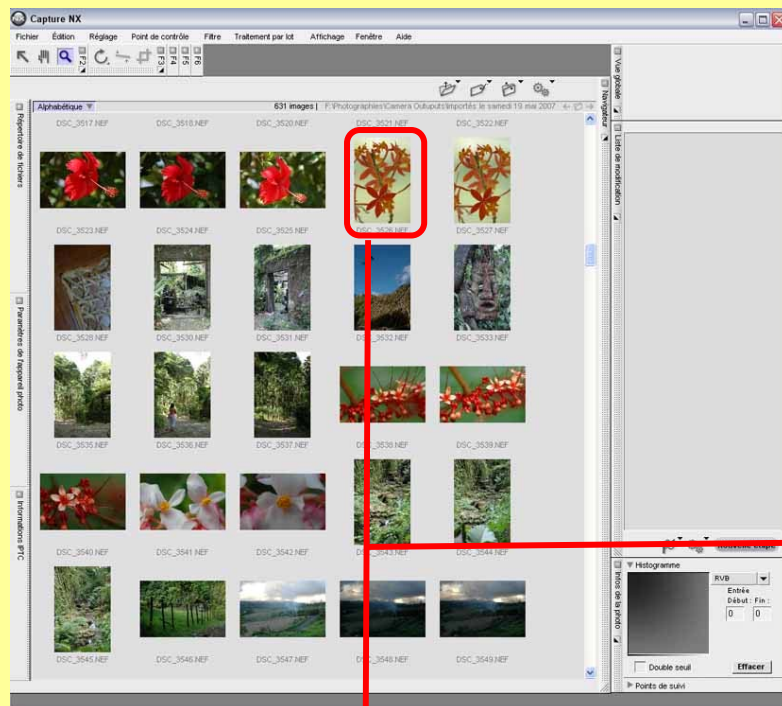 Capture NX
Fichier Édition Réglage Point de contrôle Filtre Traitement par lot Affichage Fenêtre Aide
F2 F3 F4 F5 F6
Vue globale
Navigateur
Alphabétique
631 images | F:\Photographies\Camera Outuputs\Importés le samedi 19 mai 2007
Répertoire de fichiers
Liste de modification
DSC_3517.NEF DSC_3518.NEF DSC_3520.NEF DSC_3521.NEF DSC_3522.NEF
DSC_3523.NEF DSC_3524.NEF DSC_3525.NEF DSC_3526.NEF DSC_3527.NEF
DSC_3528.NEF DSC_3530.NEF DSC_3531.NEF DSC_3532.NEF DSC_3533.NEF
Paramètres de l'appareil photo
DSC_3535.NEF DSC_3536.NEF DSC_3537.NEF DSC_3538.NEF DSC_3539.NEF
Informations IPTC
DSC_3540.NEF DSC_3541.NEF DSC_3542.NEF DSC_3543.NEF DSC_3544.NEF
Nouvelle étape
Infos de la photo
Histogramme
RVB
Entrée
Début : Fin :
0 0
DSC_3545.NEF DSC_3546.NEF DSC_3547.NEF DSC_3548.NEF DSC_3549.NEF
Double seuil Effacer
Points de suivi